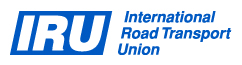 IRU
International
Road Transport
Union